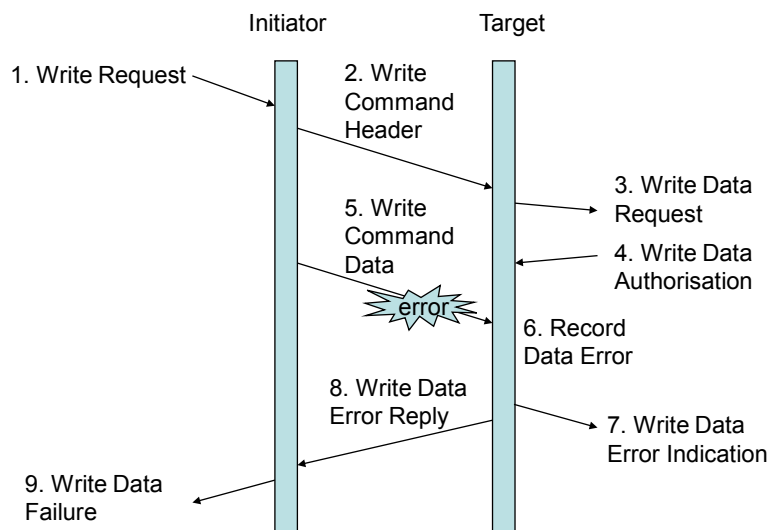 Initiator
Target
1. Write Request
2. Write
Command
Header
3. Write Data
Request
5. Write
Command
Data
4. Write Data
Authorisation
error
6. Record
Data Error
8. Write Data
Error Reply
7. Write Data
Error Indication
9. Write Data
Failure